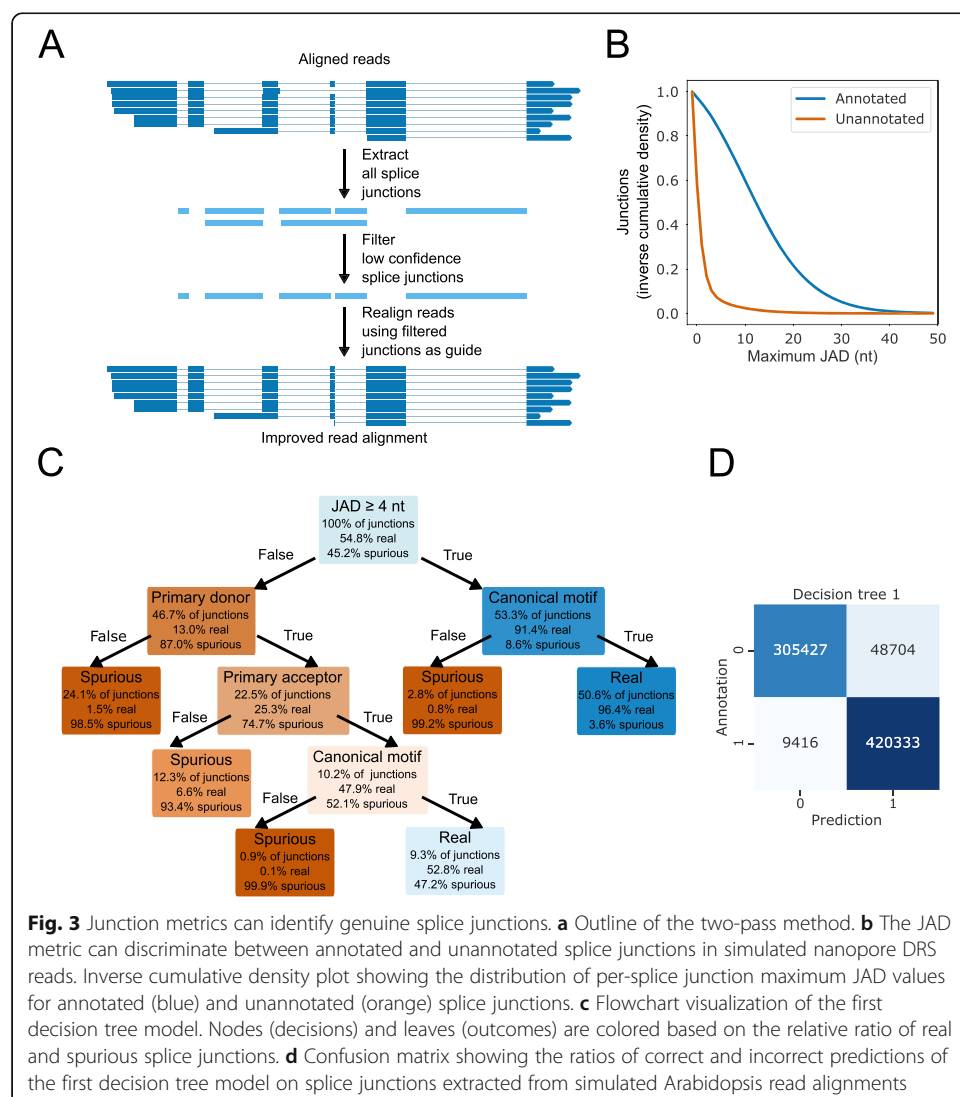 A
Aligned reads
Extract
all splice
junctions
Filter
low confidence
splice junctions
Realign reads
using filtered
junctions as guide
Improved read alignment
B
Junctions
(inverse cumulative density)
1.0
0.8
0.6
0.4
0.2
0.0
Annotated
Unannotated
0 10 20 30 40 50
Maximum JAD (nt)
C
JAD ≥ 4 nt
100% of junctions
54.8% real
45.2% spurious
False
True
Primary donor
46.7% of junctions
13.0% real
87.0% spurious
Canonical motif
53.3% of junctions
91.4% real
8.6% spurious
False
True
False
True
Spurious
24.1% of junctions
1.5% real
98.5% spurious
Primary acceptor
22.5% of junctions
25.3% real
74.7% spurious
Spurious
2.8% of junctions
0.8% real
99.2% spurious
Real
50.6% of junctions
96.4% real
3.6% spurious
False
True
Spurious
12.3% of junctions
6.6% real
93.4% spurious
Canonical motif
10.2% of junctions
47.9% real
52.1% spurious
False
True
Spurious
0.9% of junctions
0.1% real
99.9% spurious
Real
9.3% of junctions
52.8% real
47.2% spurious
D
Decision tree 1
Annotation
0
1
305427 48704
9416 420333
0 1
Prediction
Fig. 3 Junction metrics can identify genuine splice junctions. a Outline of the two-pass method. b The JAD
metric can discriminate between annotated and unannotated splice junctions in simulated nanopore DRS
reads. Inverse cumulative density plot showing the distribution of per-splice junction maximum JAD values
for annotated (blue) and unannotated (orange) splice junctions. c Flowchart visualization of the first
decision tree model. Nodes (decisions) and leaves (outcomes) are colored based on the relative ratio of real
and spurious splice junctions. d Confusion matrix showing the ratios of correct and incorrect predictions of
the first decision tree model on splice junctions extracted from simulated Arabidopsis read alignments